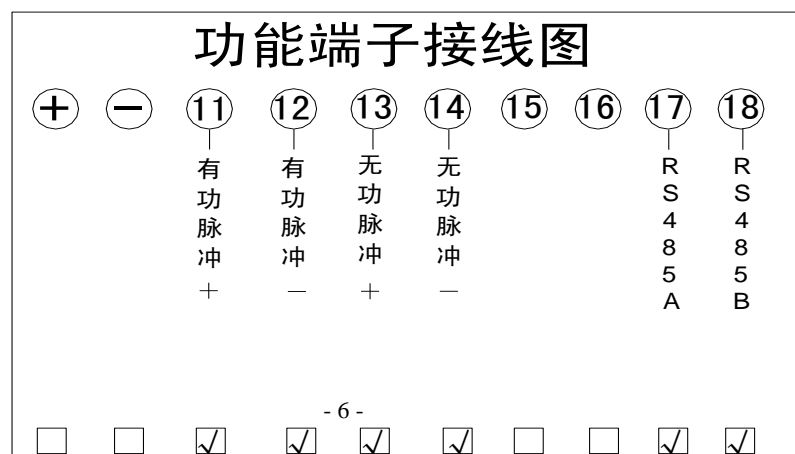 功能端子接线图
+ − 11 12 13 14 15 16 17 18
有功脉冲+
有功脉冲−
无功脉冲+
无功脉冲−
RS485A
RS485B
- 6 -
√ √ √ √ √ √